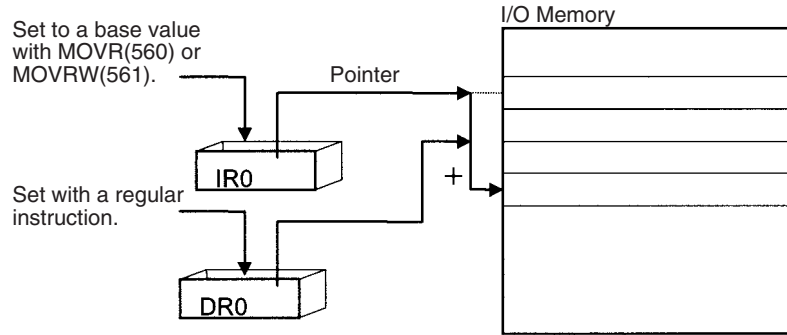 I/O Memory
Set to a base value
with MOVR(560) or
MOVRW(561).
Pointer
IR0
+
Set with a regular
instruction.
DR0